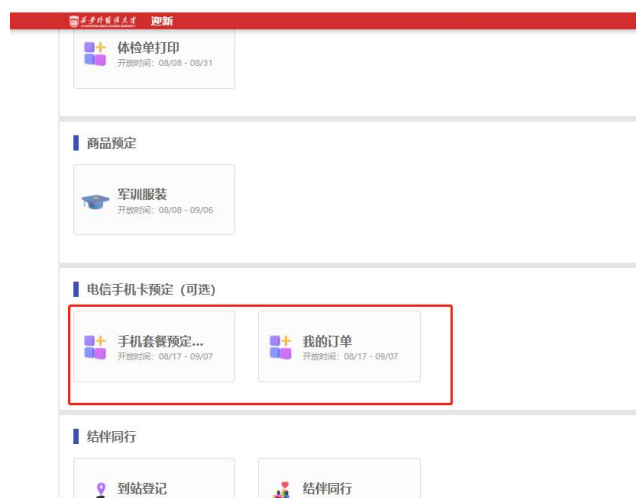 迎新
体检单打印
开放时间：08/08 - 08/31
商品预定
军训服装
开放时间：08/08 - 09/06
电信手机卡预定（可选）
手机套餐预定...
开放时间：08/17 - 09/07
我的订单
开放时间：08/17 - 09/07
结伴同行
到站登记
结伴同行